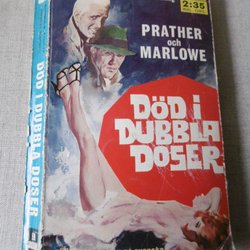 2:35
PRATHER
och
MARLOWE
DÖD I
DUBBLA
DOSER
DÖD I DUBBLA DOSER